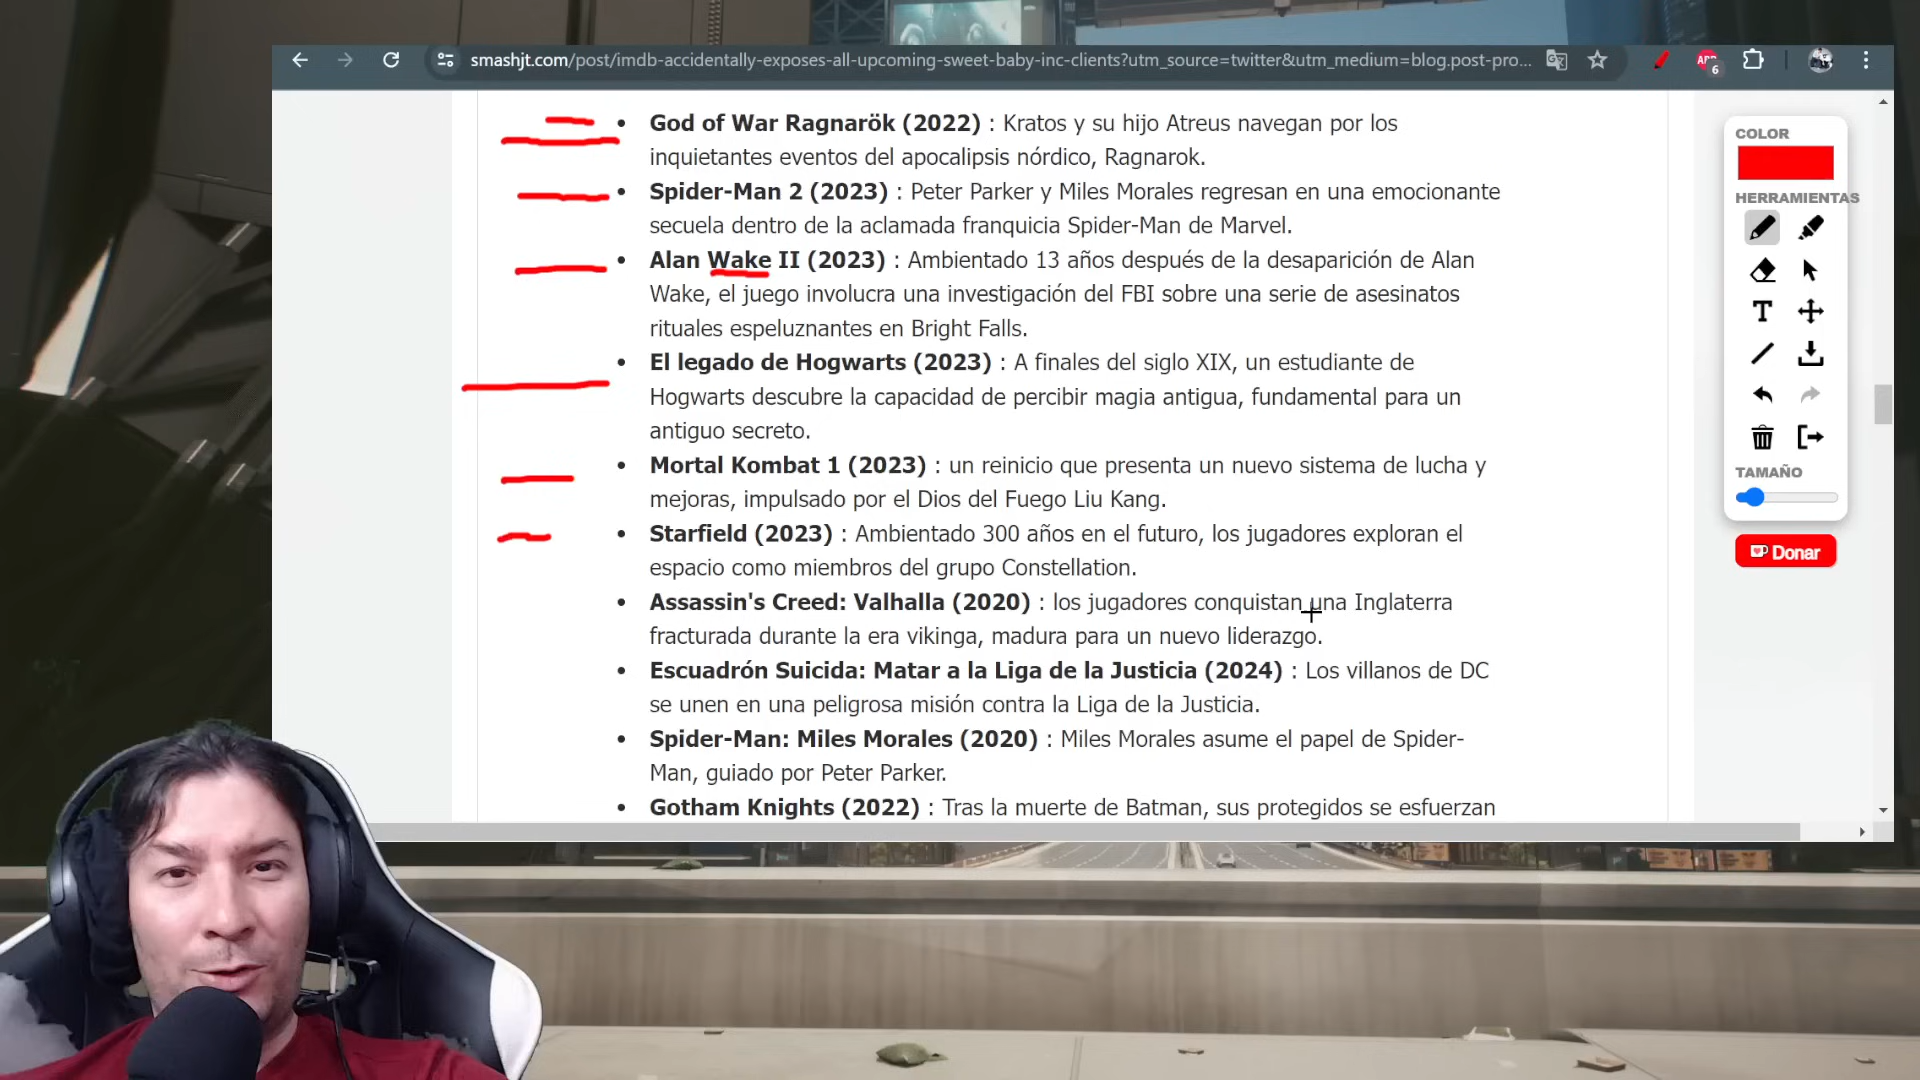 smashjt.com/post/imdb-accidentally-exposes-all-upcoming-sweet-baby-inc-clients?utm_source=twitter&utm_medium=blog.post-pro...
6
God of War Ragnarök (2022) : Kratos y su hijo Atreus navegan por los
inquietantes eventos del apocalipsis nórdico, Ragnarok.
Spider-Man 2 (2023) : Peter Parker y Miles Morales regresan en una emocionante
secuela dentro de la aclamada franquicia Spider-Man de Marvel.
Alan Wake II (2023) : Ambientado 13 años después de la desaparición de Alan
Wake, el juego involucra una investigación del FBI sobre una serie de asesinatos
rituales espeluznantes en Bright Falls.
El legado de Hogwarts (2023) : A finales del siglo XIX, un estudiante de
Hogwarts descubre la capacidad de percibir magia antigua, fundamental para un
antiguo secreto.
Mortal Kombat 1 (2023) : un reinicio que presenta un nuevo sistema de lucha y
mejoras, impulsado por el Dios del Fuego Liu Kang.
Starfield (2023) : Ambientado 300 años en el futuro, los jugadores exploran el
espacio como miembros del grupo Constellation.
Assassin's Creed: Valhalla (2020) : los jugadores conquistan una Inglaterra
fracturada durante la era vikinga, madura para un nuevo liderazgo.
Escuadrón Suicida: Matar a la Liga de la Justicia (2024) : Los villanos de DC
se unen en una peligrosa misión contra la Liga de la Justicia.
Spider-Man: Miles Morales (2020) : Miles Morales asume el papel de Spider-
Man, guiado por Peter Parker.
Gotham Knights (2022) : Tras la muerte de Batman, sus protegidos se esfuerzan
COLOR
HERRAMIENTAS
T
TAMAÑO
Donar